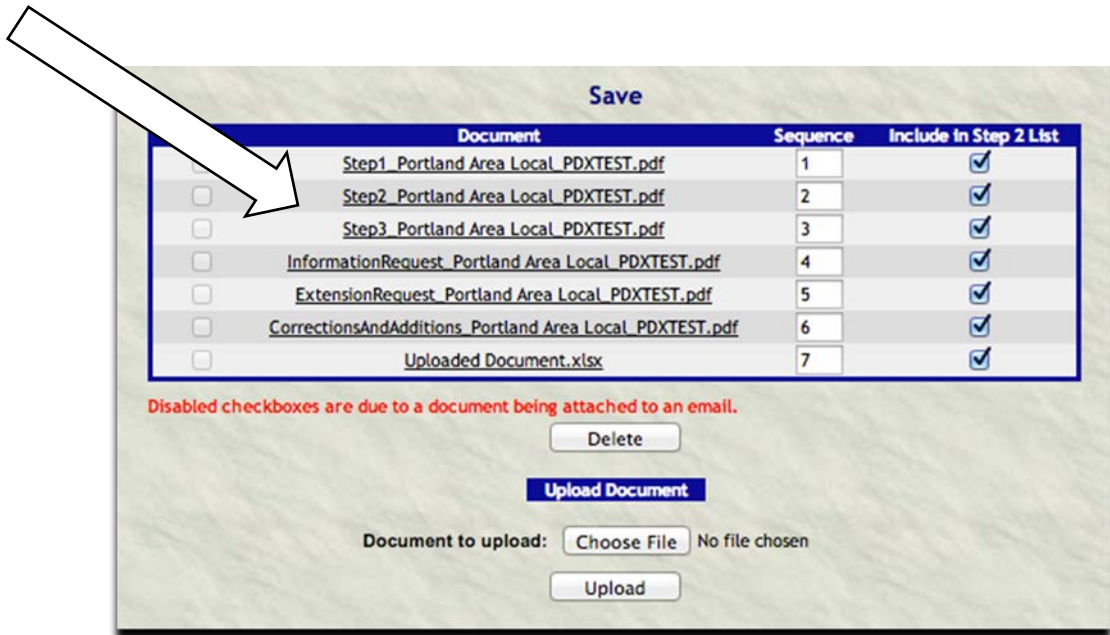 Save
Document Sequence Include in Step 2 List
Step1_Portland Area Local_PDXTEST.pdf 1
Step2_Portland Area Local_PDXTEST.pdf 2
Step3_Portland Area Local_PDXTEST.pdf 3
InformationRequest_Portland Area Local_PDXTEST.pdf 4
ExtensionRequest_Portland Area Local_PDXTEST.pdf 5
CorrectionsAndAdditions_Portland Area Local_PDXTEST.pdf 6
Uploaded Document.xlsx 7
Disabled checkboxes are due to a document being attached to an email.
Delete
Upload Document
Document to upload: Choose File No file chosen
Upload